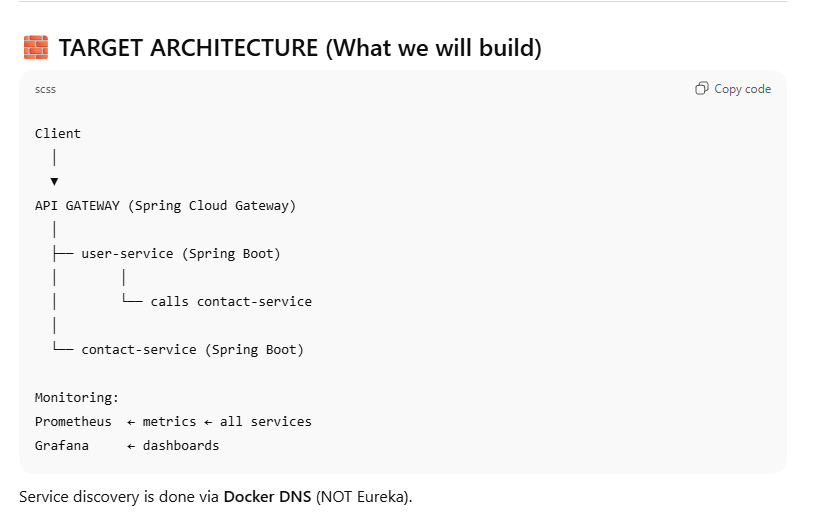 🧱 TARGET ARCHITECTURE (What we will build)
scss
Copy code
Client
│
▼
API GATEWAY (Spring Cloud Gateway)
│
├── user-service (Spring Boot)
│        │
│        └── calls contact-service
│
└── contact-service (Spring Boot)
Monitoring:
Prometheus ← metrics ← all services
Grafana ← dashboards
Service discovery is done via Docker DNS (NOT Eureka).